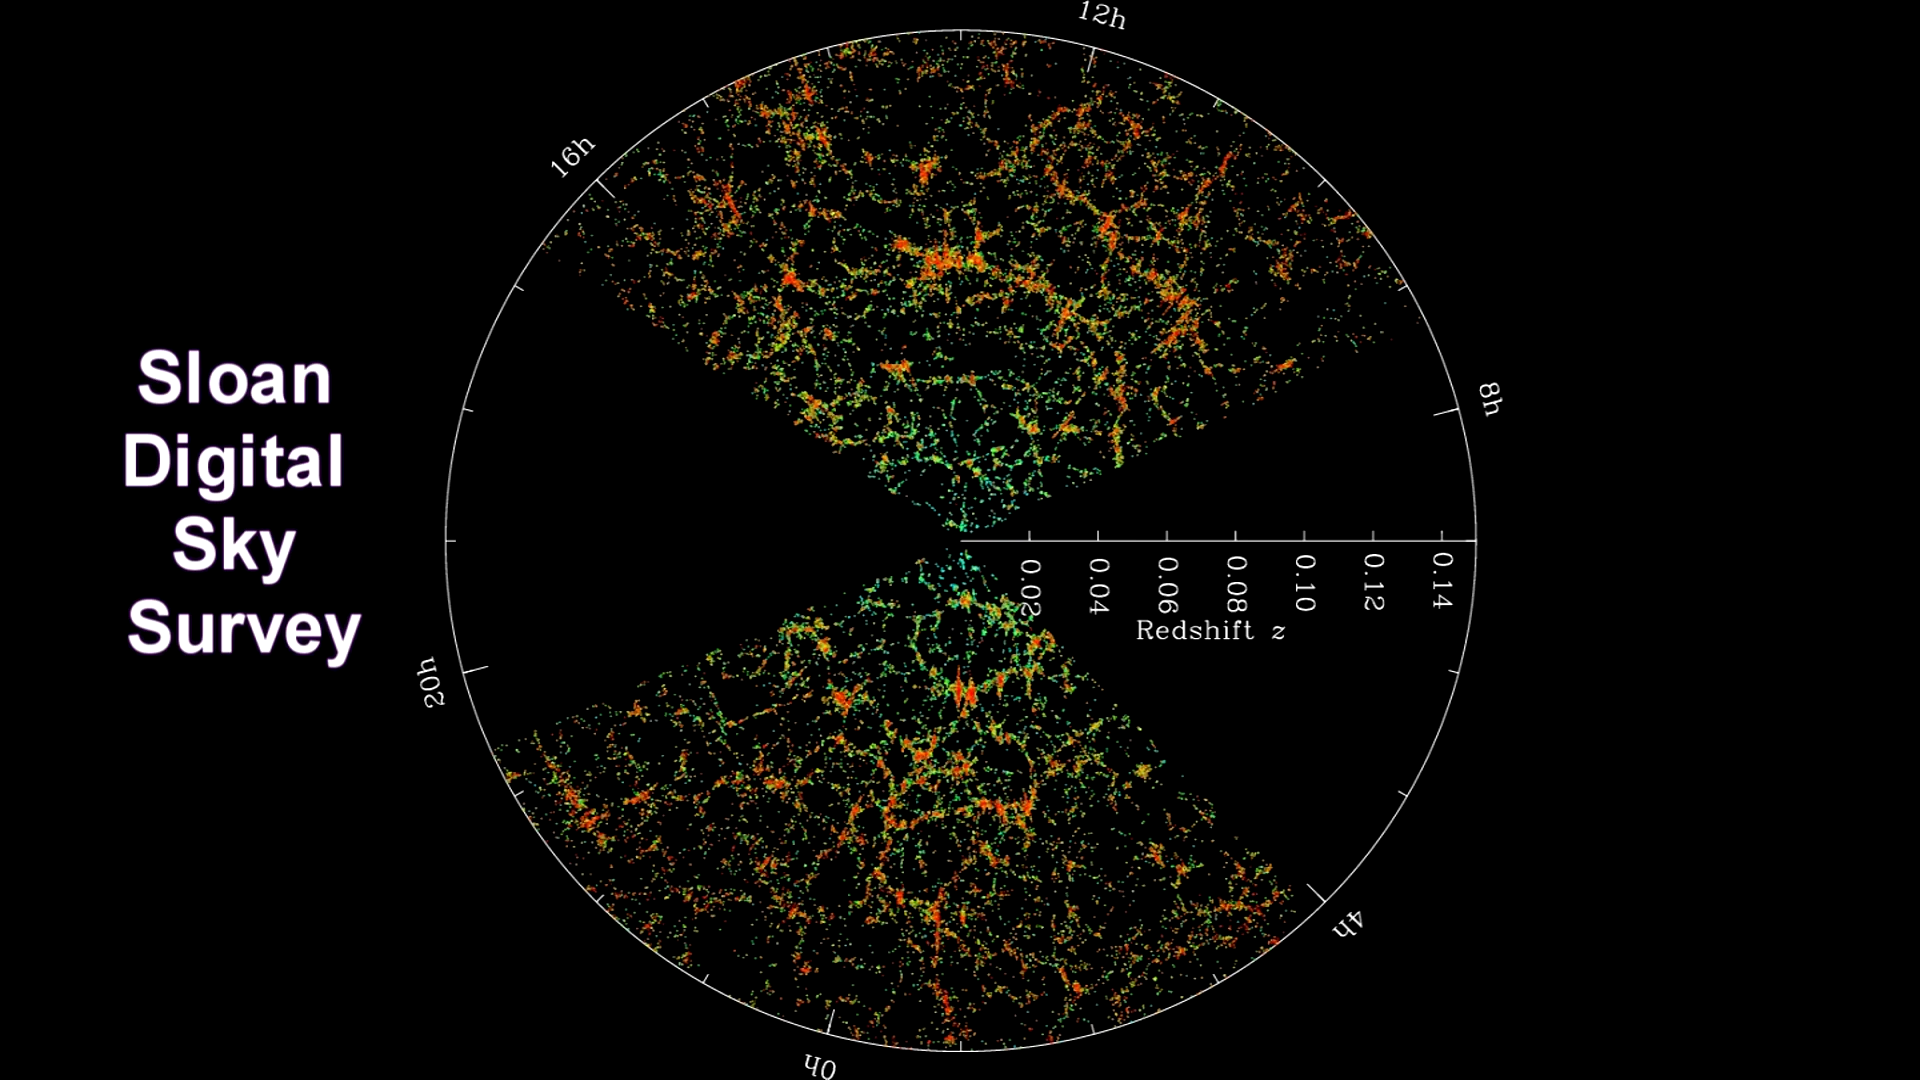 12h
16h
8h
Sloan
Digital
Sky
Survey
0.02
0.04
0.06
0.08
0.10
0.12
0.14
Redshift z
20h
4h
0h